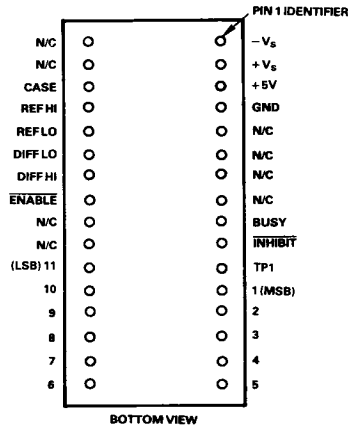 PIN 1 IDENTIFIER
N/C −Vs
N/C +Vs
CASE +5V
REF HI GND
REF LO N/C
DIFF LO N/C
DIFF HI N/C
ENABLE N/C
N/C BUSY
N/C INHIBIT
(LSB) 11 TP1
10 1 (MSB)
9 2
8 3
7 4
6 5
BOTTOM VIEW